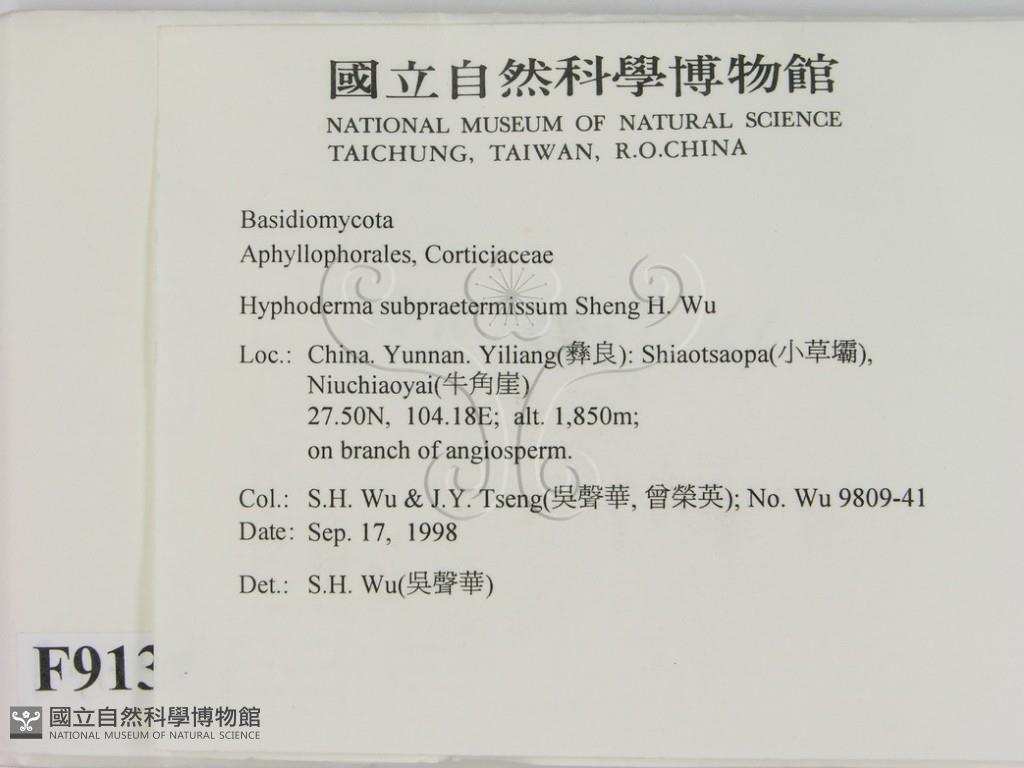 國立自然科學博物館
NATIONAL MUSEUM OF NATURAL SCIENCE
TAICHUNG, TAIWAN, R.O.CHINA
Basidiomycota
Aphyllophorales, Corticiaceae
Hyphoderma subpraetermissum Sheng H. Wu
Loc.: China. Yunnan. Yiliang(彝良): Shiaotsaopa(小草壩),
Niuchiaoyai(牛角崖)
27.50N, 104.18E; alt. 1,850m;
on branch of angiosperm.
Col.: S.H. Wu & J.Y. Tseng(吳聲華, 曾榮英); No. Wu 9809-41
Date: Sep. 17, 1998
Det.: S.H. Wu(吳聲華)
F913
國立自然科學博物館
NATIONAL MUSEUM OF NATURAL SCIENCE